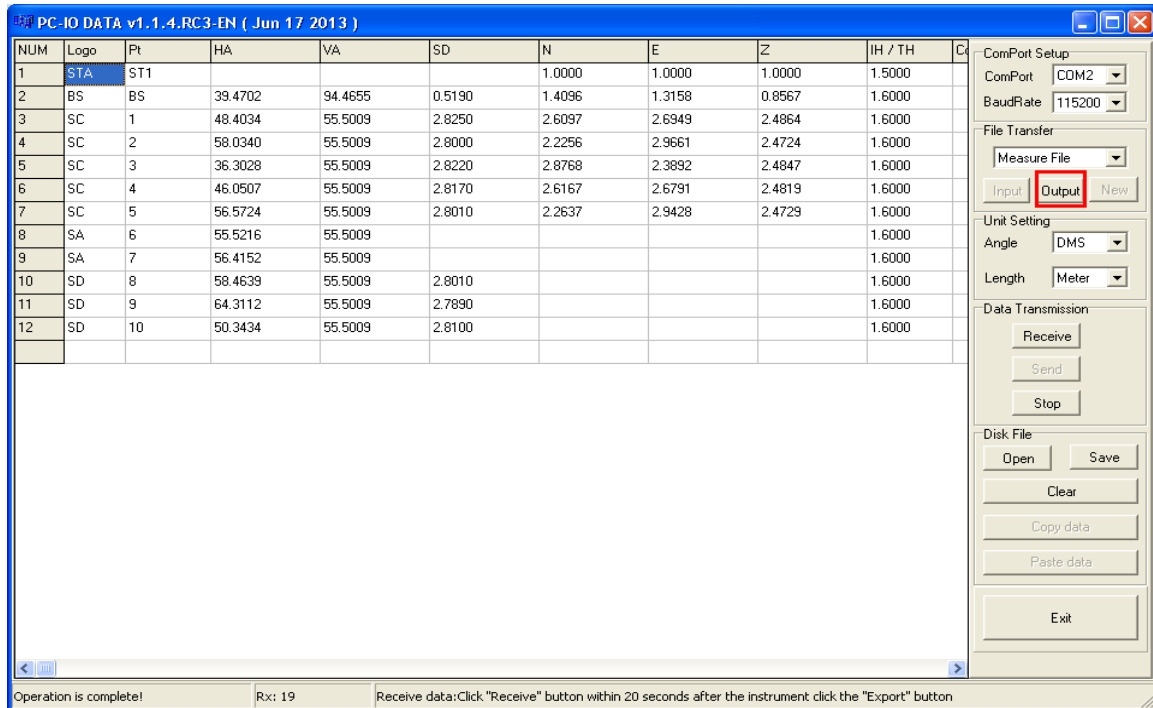 PC-IO DATA v1.1.4.RC3-EN ( Jun 17 2013 )
NUM Logo Pt HA VA SD N E Z IH / TH
1 STA ST1 1.0000 1.0000 1.0000 1.5000
2 BS BS 39.4702 94.4655 0.5190 1.4096 1.3158 0.8567 1.6000
3 SC 1 48.4034 55.5009 2.8250 2.6097 2.6949 2.4864 1.6000
4 SC 2 58.0340 55.5009 2.8000 2.2256 2.9661 2.4724 1.6000
5 SC 3 36.3028 55.5009 2.8220 2.8768 2.3892 2.4847 1.6000
6 SC 4 46.0507 55.5009 2.8170 2.6167 2.6791 2.4819 1.6000
7 SC 5 56.5724 55.5009 2.8010 2.2637 2.9428 2.4729 1.6000
8 SA 6 55.5216 55.5009 1.6000
9 SA 7 56.4152 55.5009 1.6000
10 SD 8 58.4639 55.5009 2.8010 1.6000
11 SD 9 64.3112 55.5009 2.7890 1.6000
12 SD 10 50.3434 55.5009 2.8100 1.6000
ComPort Setup
ComPort COM2
BaudRate 115200
File Transfer
Measure File
Input Output New
Unit Setting
Angle DMS
Length Meter
Data Transmission
Receive
Send
Stop
Disk File
Open Save
Clear
Copy data
Paste data
Exit
Operation is complete! Rx: 19 Receive data:Click "Receive" button within 20 seconds after the instrument click the "Export" button